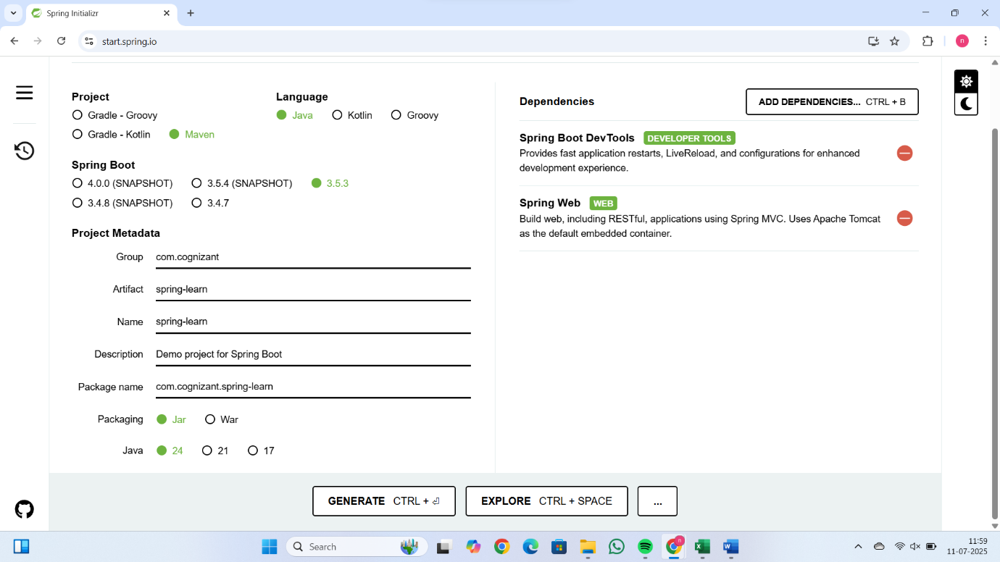 Spring Initializr
start.spring.io
n
Project
Gradle - Groovy
Gradle - Kotlin
Maven
Language
Java
Kotlin
Groovy
Spring Boot
4.0.0 (SNAPSHOT)
3.5.4 (SNAPSHOT)
3.5.3
3.4.8 (SNAPSHOT)
3.4.7
Project Metadata
Group com.cognizant
Artifact spring-learn
Name spring-learn
Description Demo project for Spring Boot
Package name com.cognizant.spring-learn
Packaging Jar War
Java 24 21 17
Dependencies
ADD DEPENDENCIES... CTRL + B
Spring Boot DevTools DEVELOPER TOOLS
Provides fast application restarts, LiveReload, and configurations for enhanced
development experience.
Spring Web WEB
Build web, including RESTful, applications using Spring MVC. Uses Apache Tomcat
as the default embedded container.
GENERATE CTRL + ⏎
EXPLORE CTRL + SPACE
...
Search
n
X
W
11:59
11-07-2025